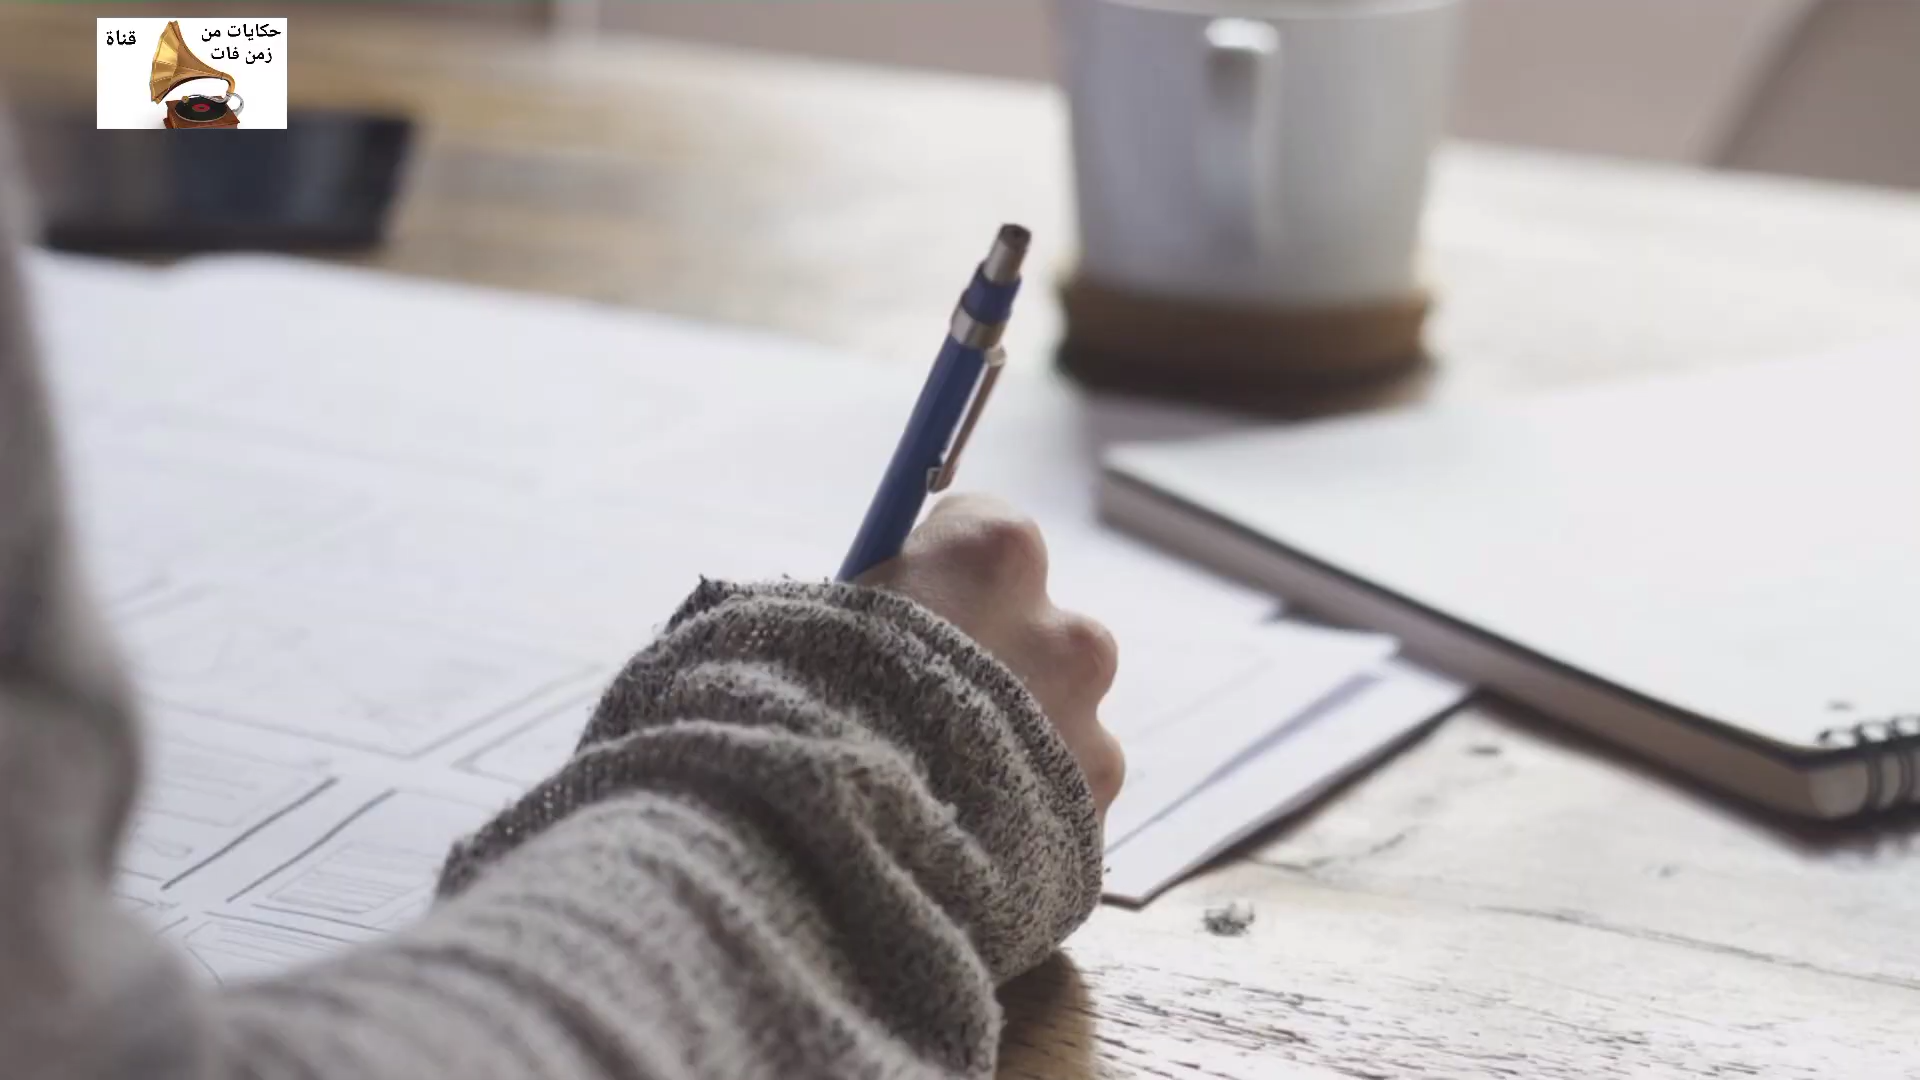 قناة
حكايات من
زمن فات